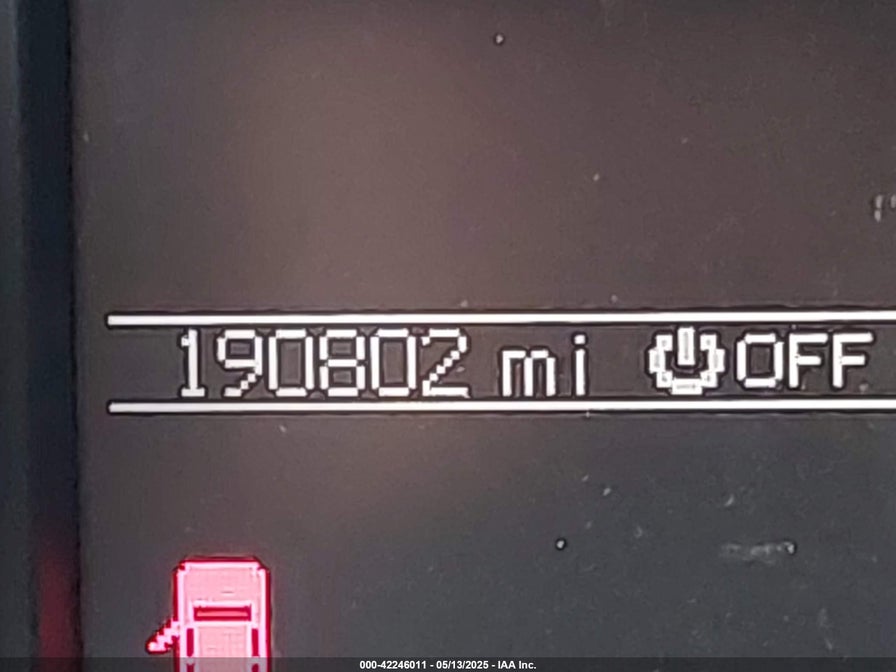 190802 mi ⏻OFF
000-42246011 - 05/13/2025 - IAA Inc.